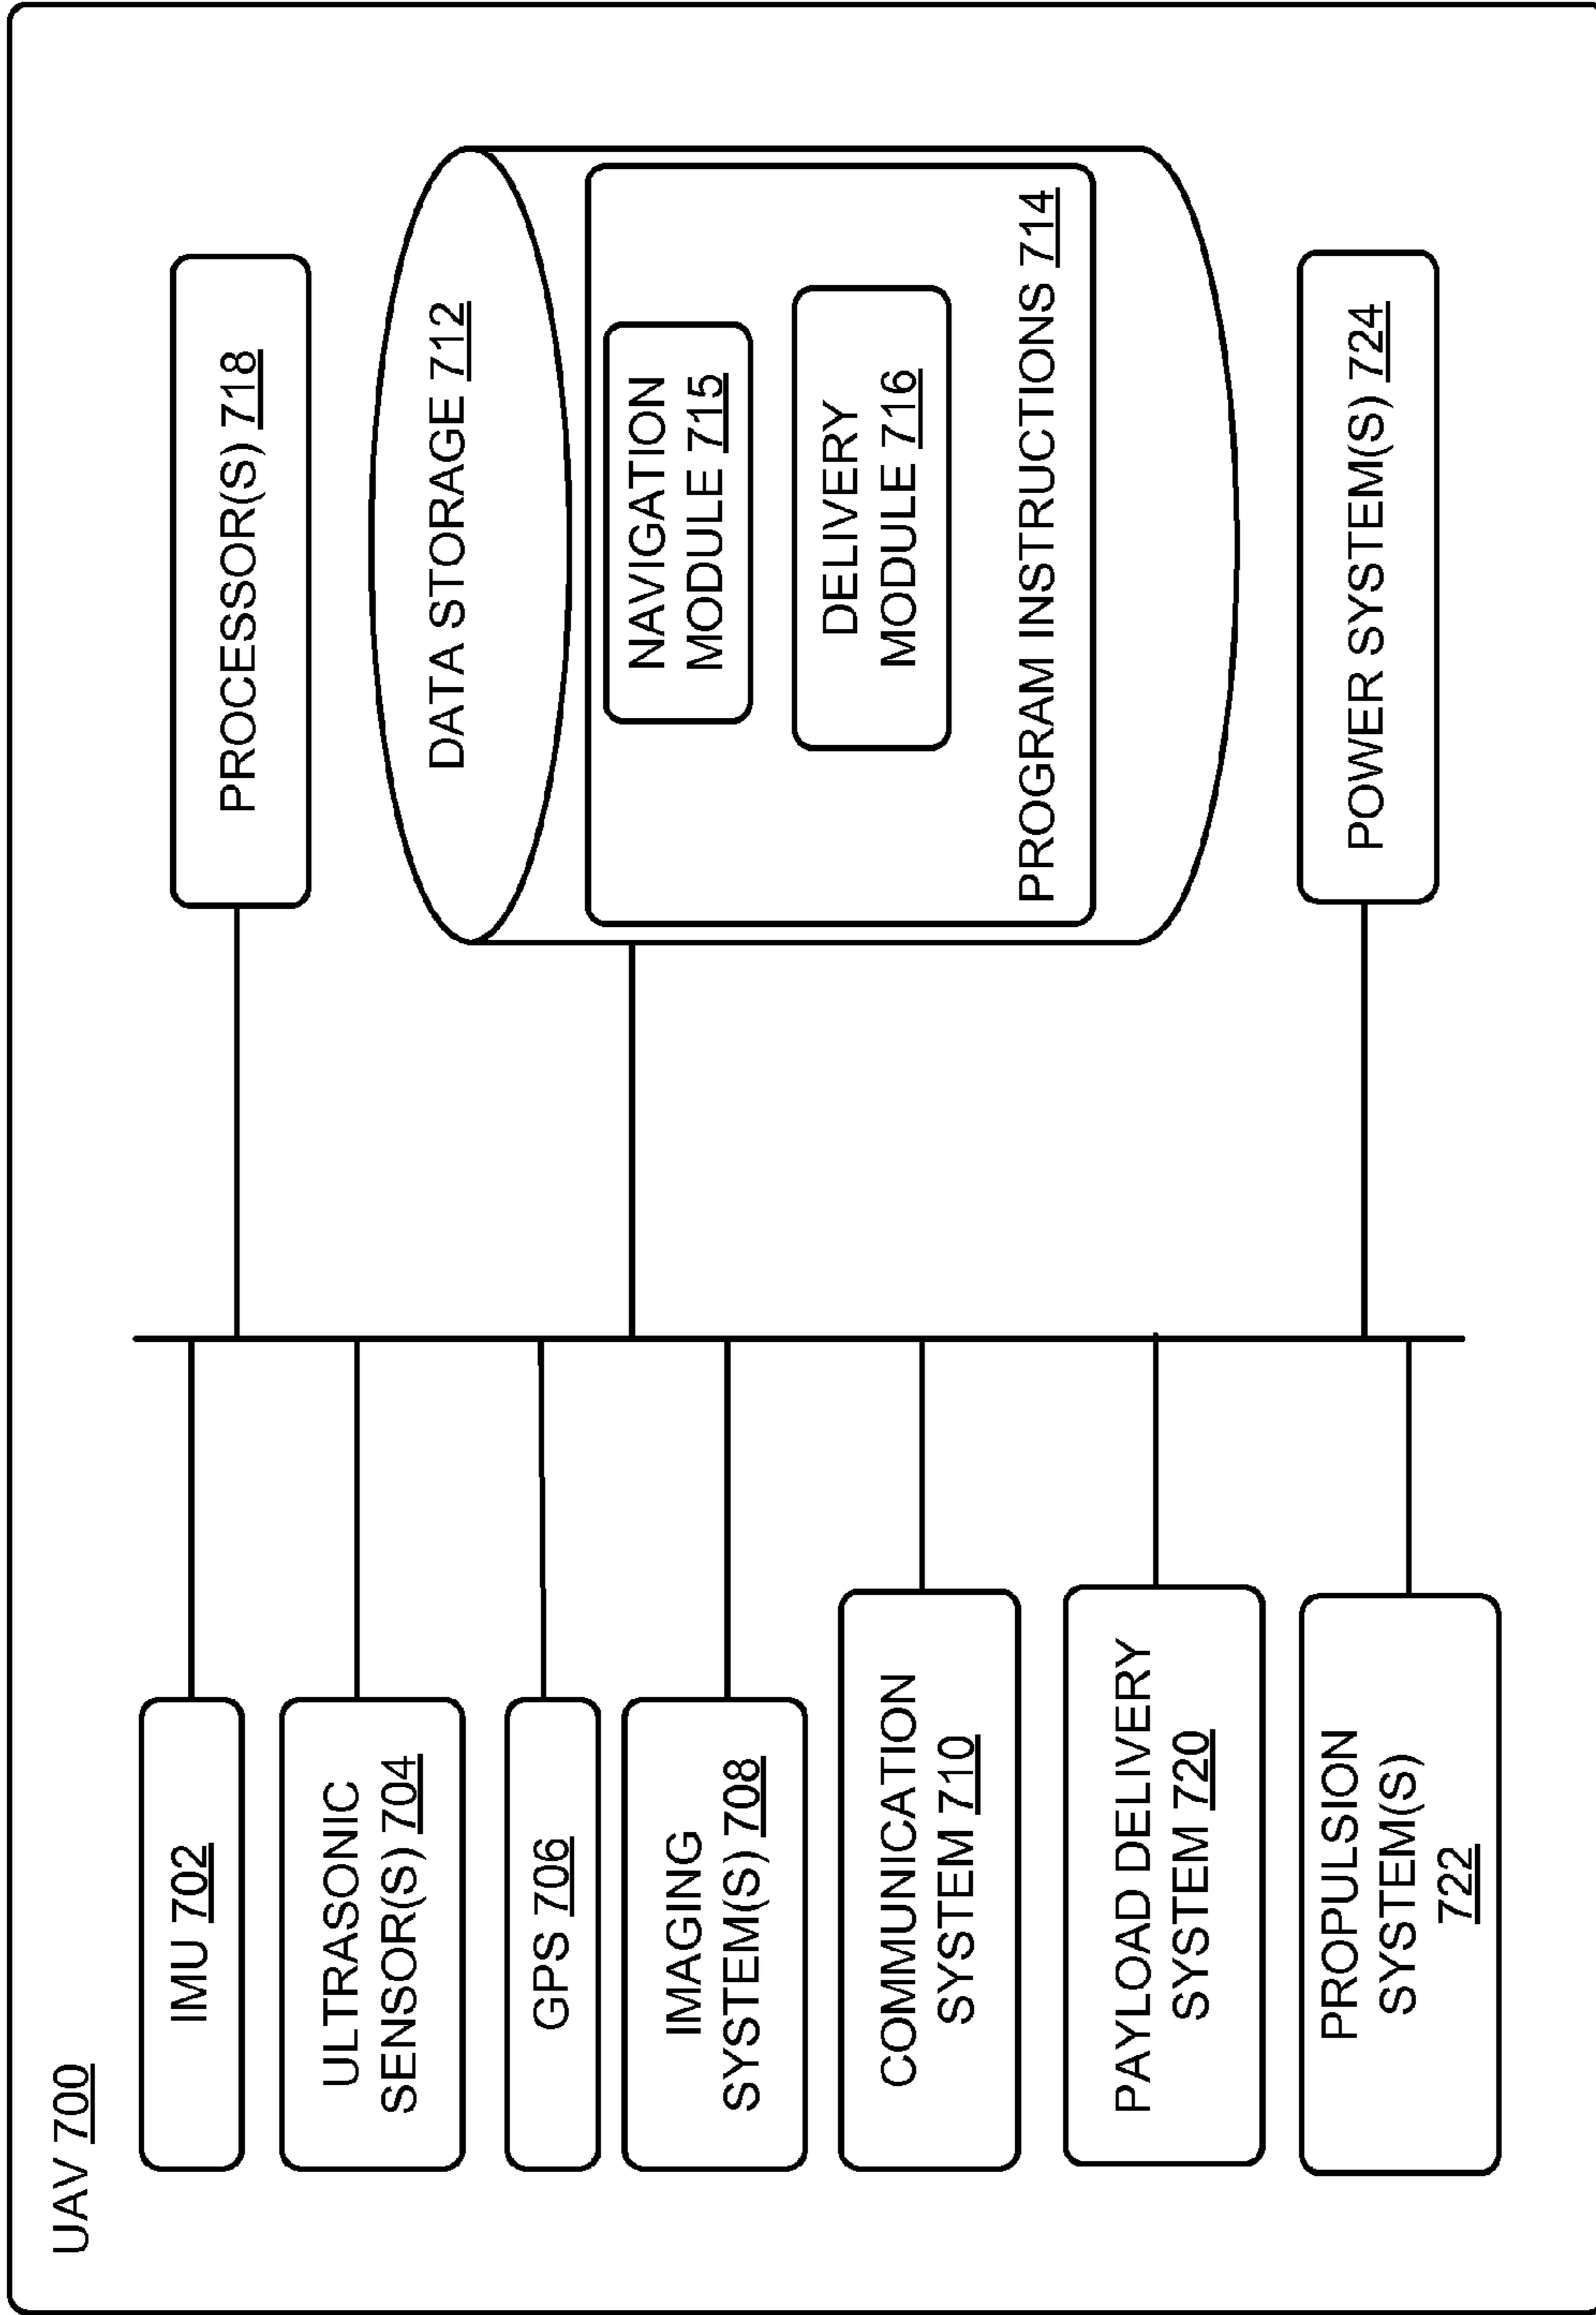 UAV 700
IMU 702
ULTRASONIC
SENSOR(S) 704
GPS 706
IMAGING
SYSTEM(S) 708
COMMUNICATION
SYSTEM 710
PAYLOAD DELIVERY
SYSTEM 720
PROPULSION
SYSTEM(S)
722
PROCESSOR(S) 718
DATA STORAGE 712
NAVIGATION
MODULE 715
DELIVERY
MODULE 716
PROGRAM INSTRUCTIONS 714
POWER SYSTEM(S) 724